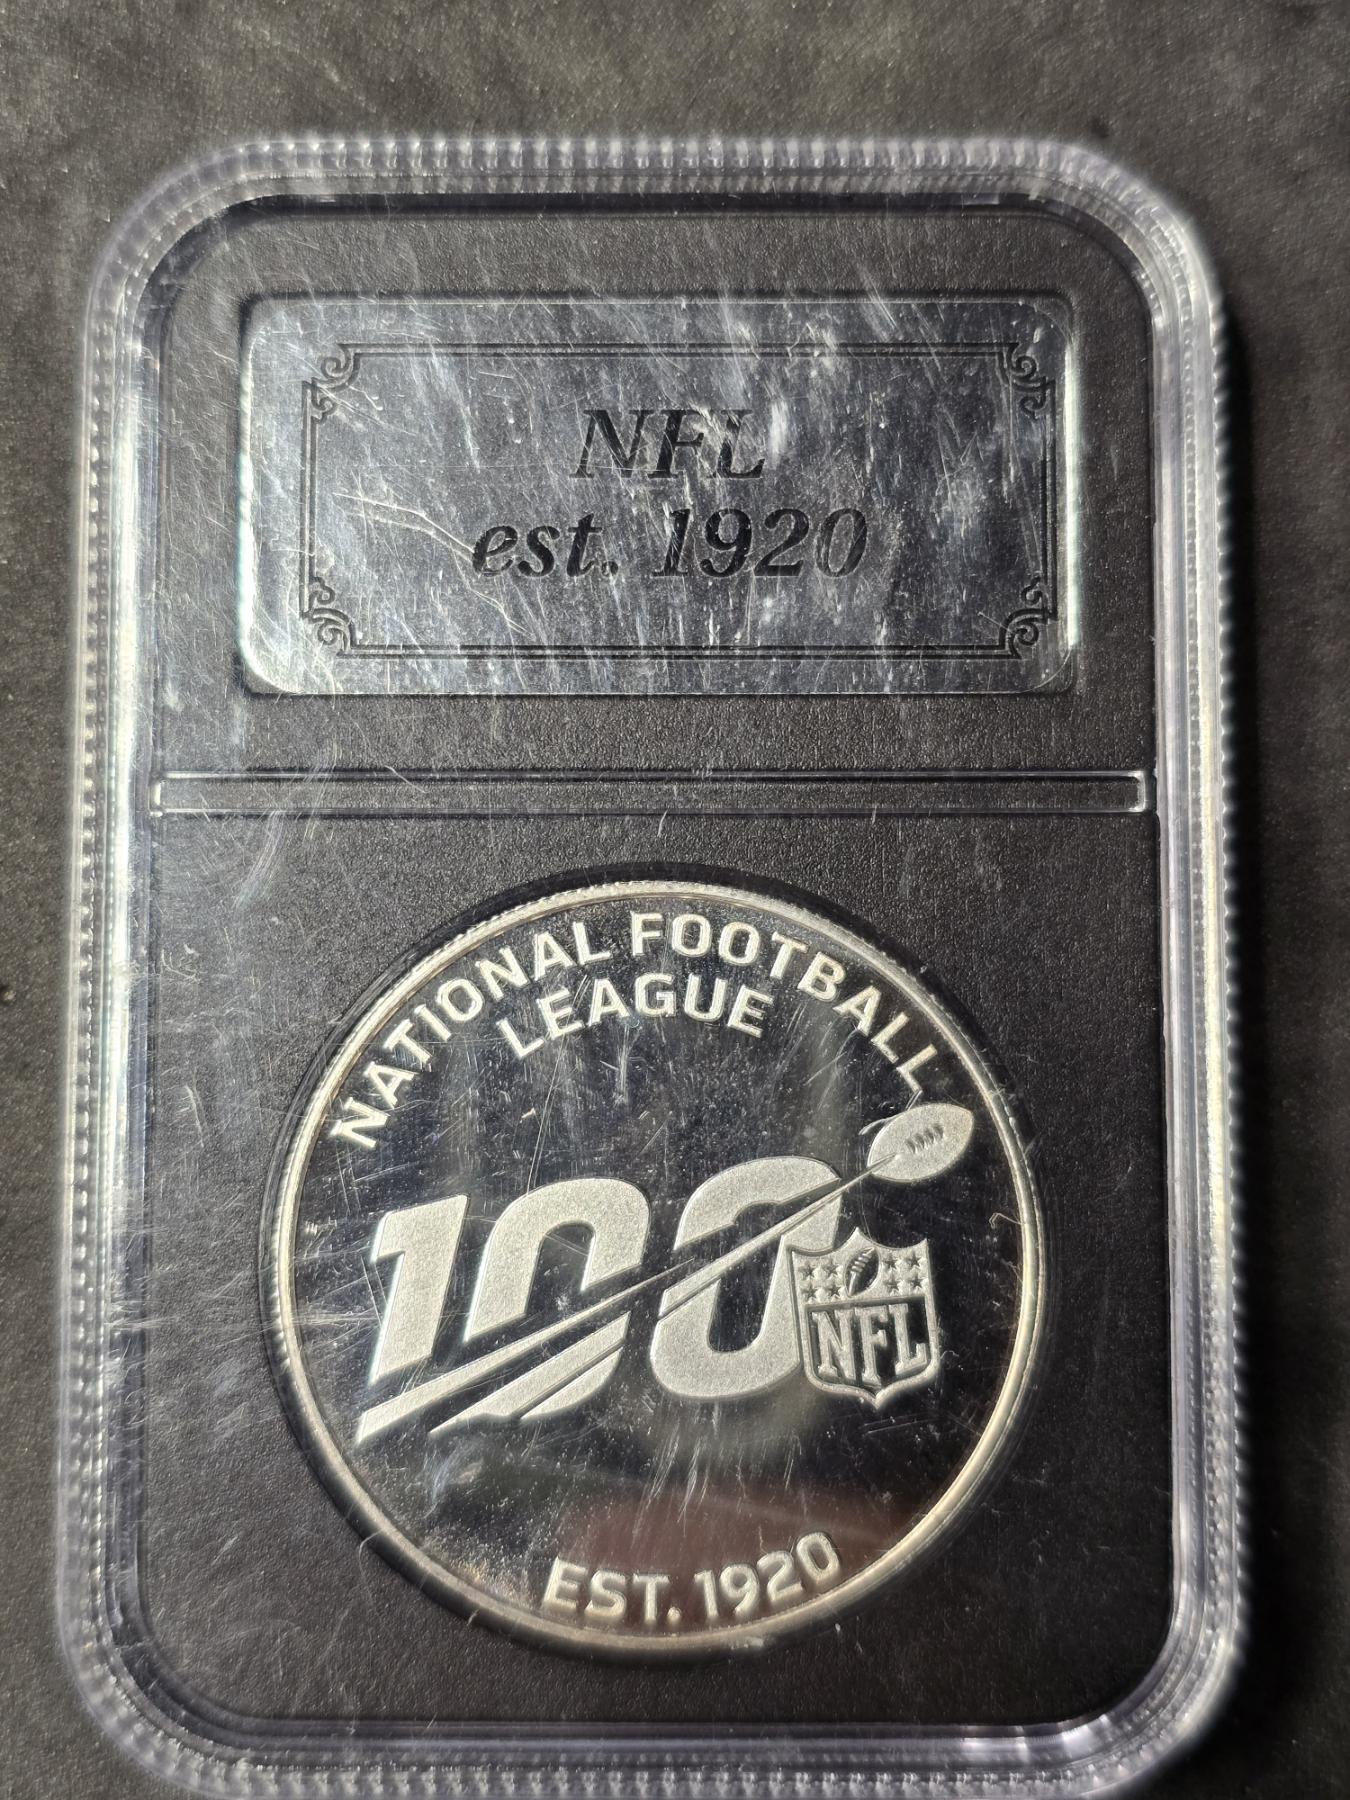 NFL
est. 1920
NATIONAL FOOTBALL
LEAGUE
100
NFL
EST. 1920